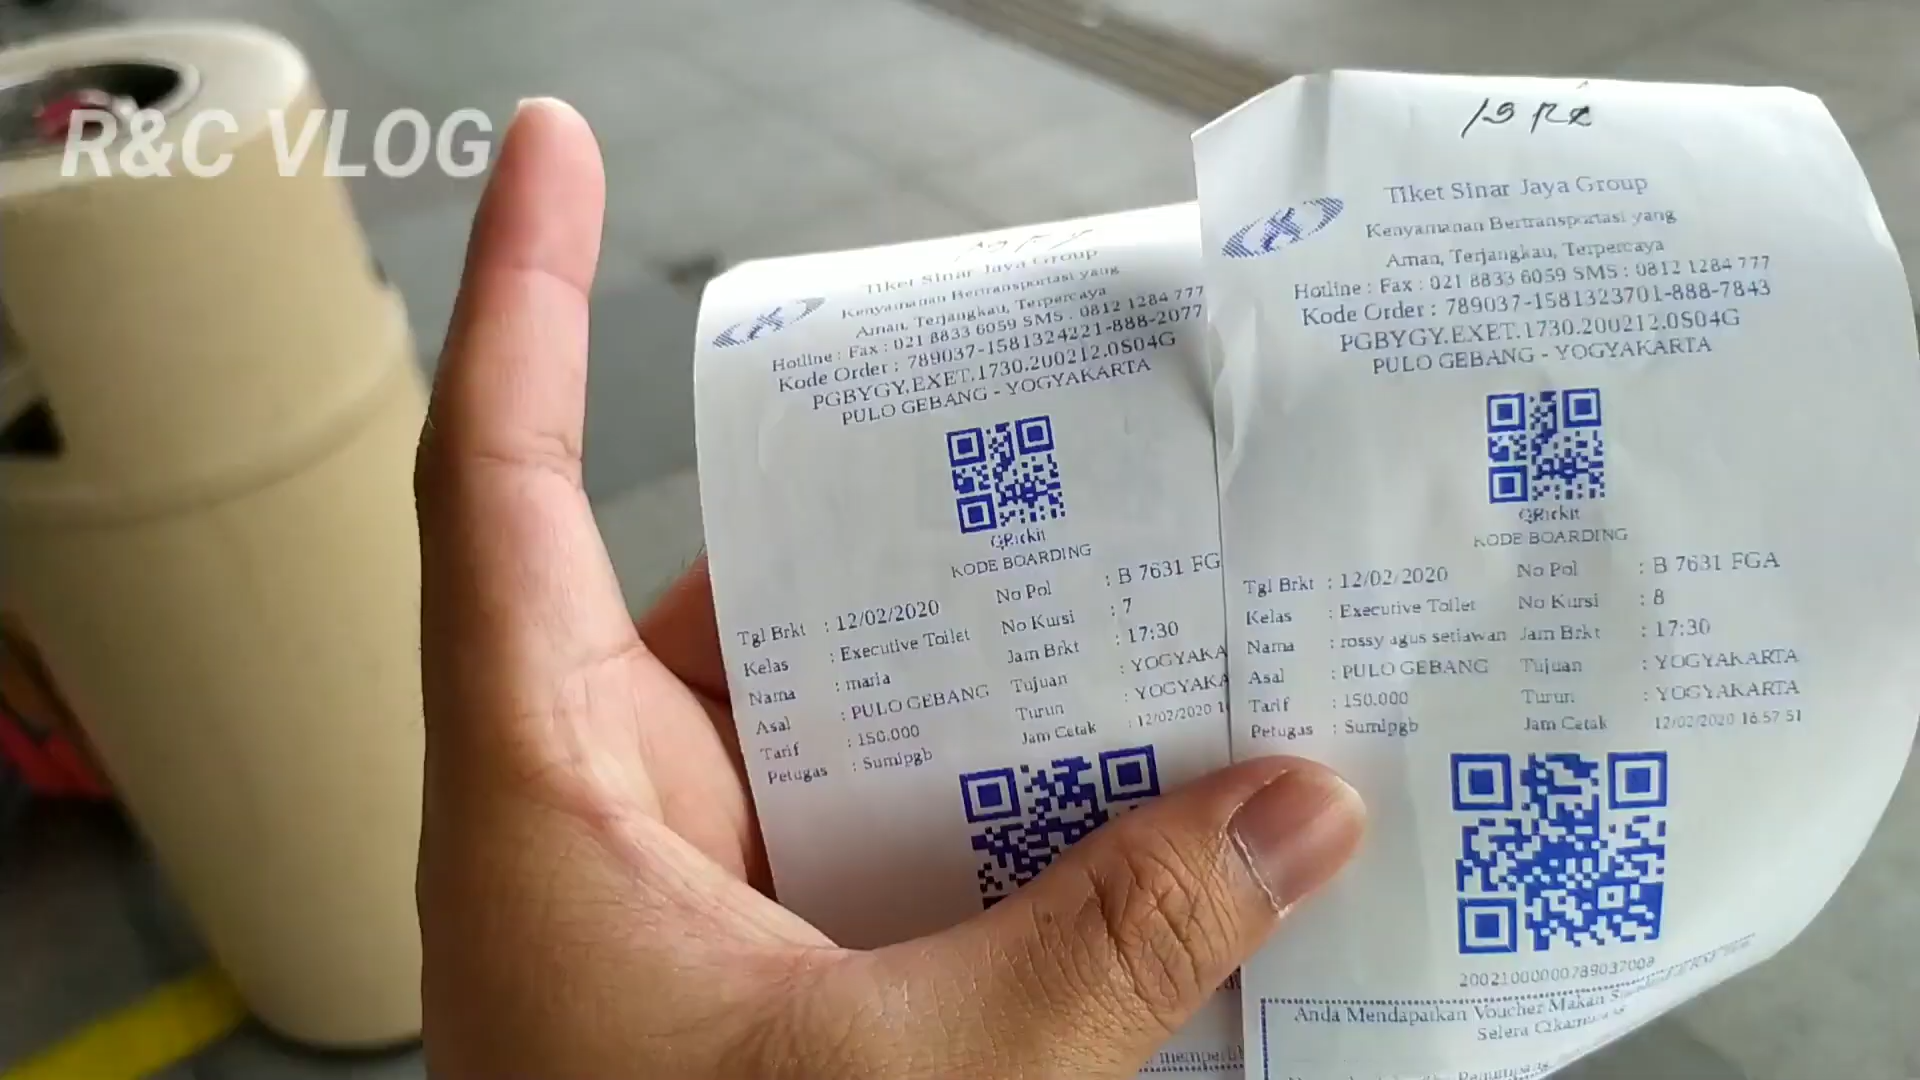 R&C VLOG
Tiket Sinar Jaya Group
Kenyamanan Bertransportasi yang
Aman, Terjangkau, Terpercaya
Hotline : Fax : 021 8833 6059 SMS : 0812 1284 777
Kode Order : 789037-1581324221-888-2077
PGBYGY.EXET.1730.200212.0S04G
PULO GEBANG - YOGYAKARTA
QRickit
KODE BOARDING
Tgl Brkt : 12/02/2020 No Pol : B 7631 FG
Kelas : Executive Toilet No Kursi : 7
Nama : maria Jam Brkt : 17:30
Asal : PULO GEBANG Tujuan : YOGYAKA
Tarif : 150.000 Turun : YOGYAKA
Petugas : Sumipgb Jam Cetak : 12/02/2020 1
Tiket Sinar Jaya Group
Kenyamanan Bertransportasi yang
Aman, Terjangkau, Terpercaya
Hotline : Fax : 021 8833 6059 SMS : 0812 1284 777
Kode Order : 789037-1581323701-888-7843
PGBYGY.EXET.1730.200212.0S04G
PULO GEBANG - YOGYAKARTA
QRickit
KODE BOARDING
Tgl Brkt : 12/02/2020 No Pol : B 7631 FGA
Kelas : Executive Toilet No Kursi : 8
Nama : rossy agus setiawan Jam Brkt : 17:30
Asal : PULO GEBANG Tujuan : YOGYAKARTA
Tarif : 150.000 Turun : YOGYAKARTA
Petugas : Sumipgb Jam Cetak 12/02/2020 16:57:51
Anda Mendapatkan Voucher Makan
Selera